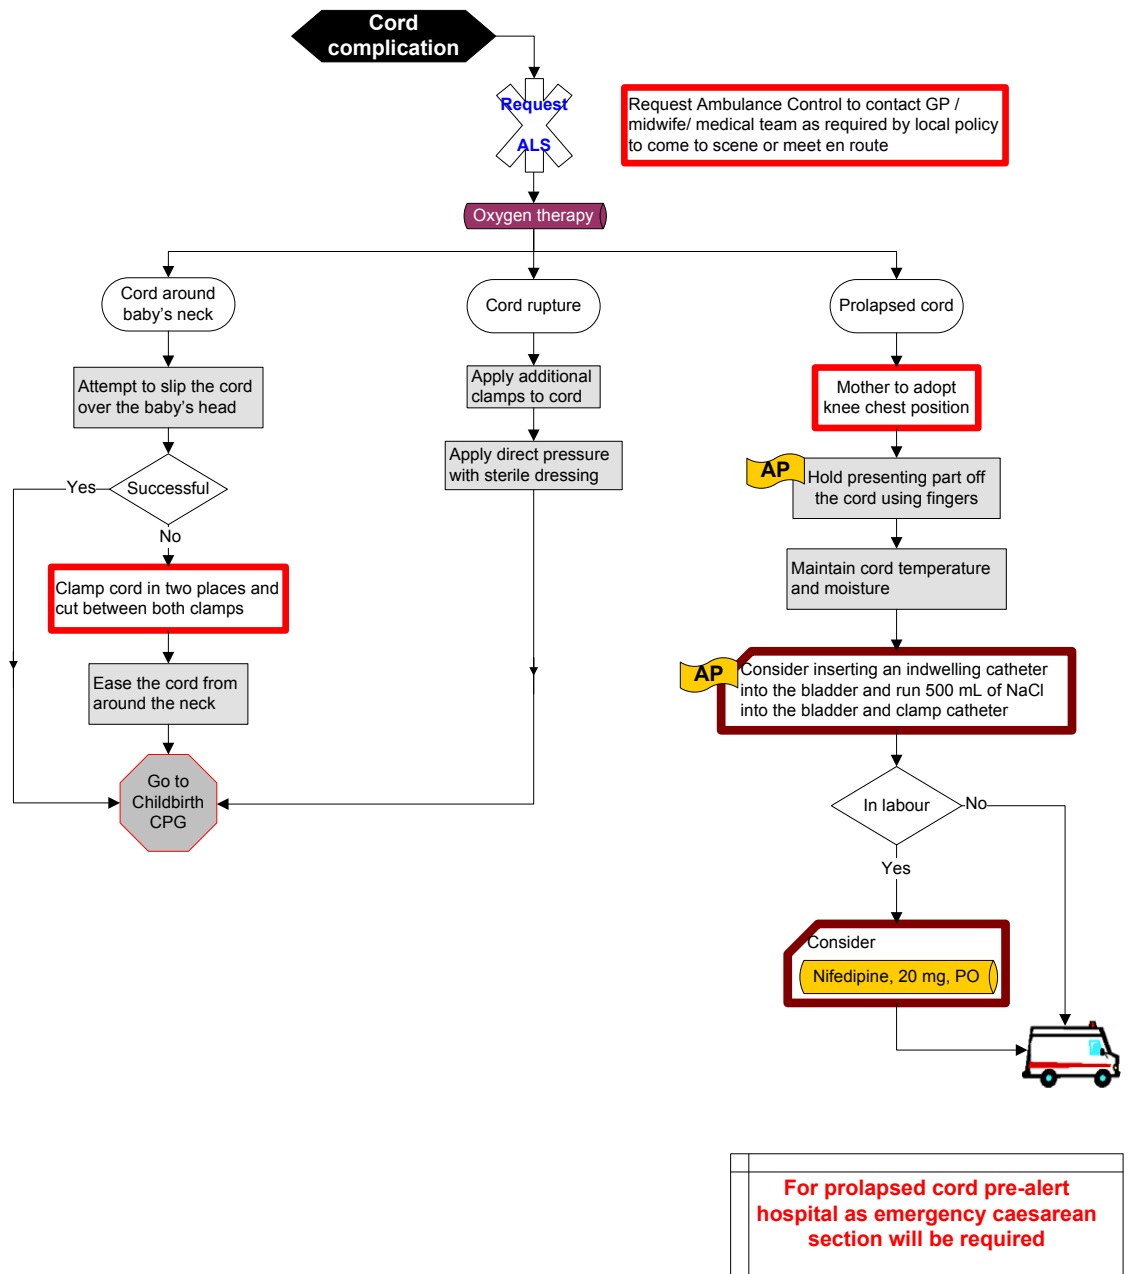 Cord
complication
Request
ALS
Request Ambulance Control to contact GP /
midwife/ medical team as required by local policy
to come to scene or meet en route
Oxygen therapy
Cord around
baby’s neck
Cord rupture
Prolapsed cord
Attempt to slip the cord
over the baby’s head
Apply additional
clamps to cord
Mother to adopt
knee chest position
Apply direct pressure
with sterile dressing
AP
Hold presenting part off
the cord using fingers
Yes
Successful
No
Maintain cord temperature
and moisture
Clamp cord in two places and
cut between both clamps
AP
Consider inserting an indwelling catheter
into the bladder and run 500 mL of NaCl
into the bladder and clamp catheter
Ease the cord from
around the neck
Go to
Childbirth
CPG
In labour
No
Yes
Consider
Nifedipine, 20 mg, PO
For prolapsed cord pre-alert
hospital as emergency caesarean
section will be required